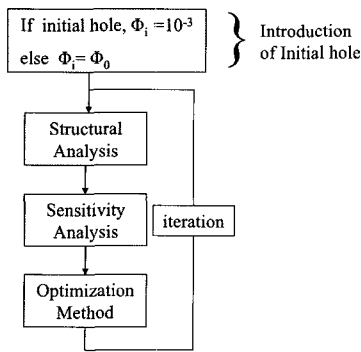 If initial hole, Φi =10-3
else Φi= Φ0
Introduction
of Initial hole
Structural
Analysis
Sensitivity
Analysis
iteration
Optimization
Method